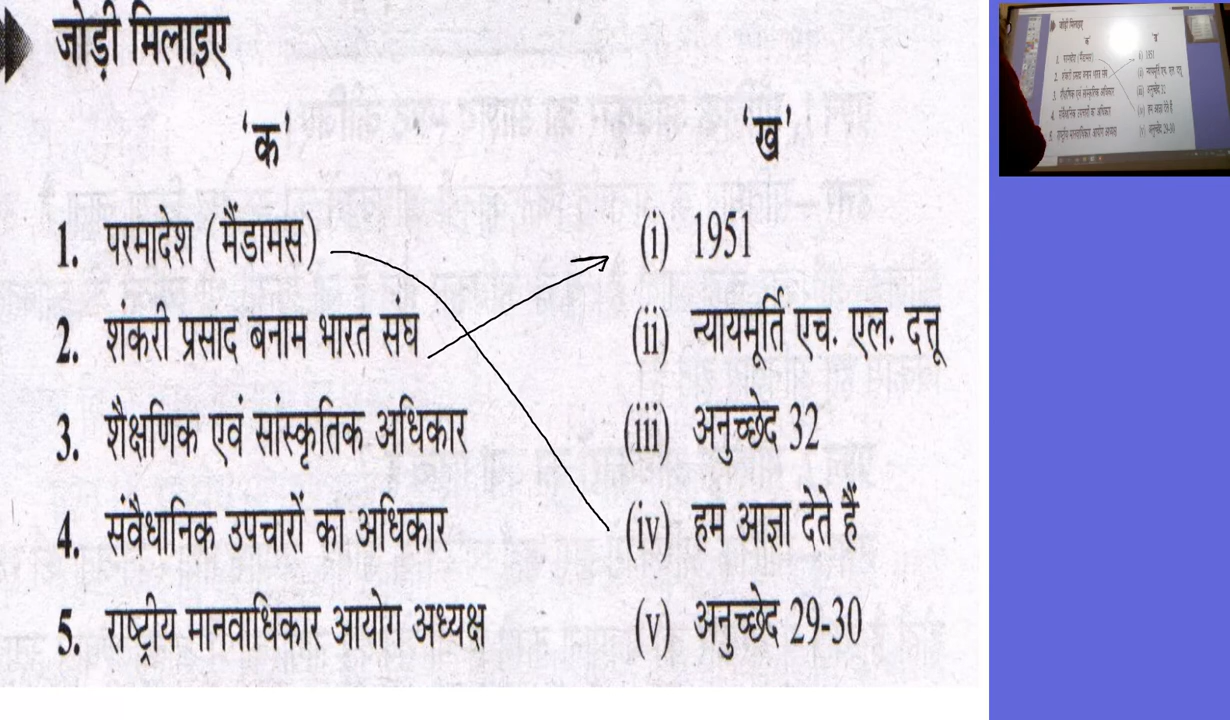 जोड़ी मिलाइए
'क' 'ख'
1. परमादेश (मैंडामस) (i) 1951
2. शंकरी प्रसाद बनाम भारत संघ (ii) न्यायमूर्ति एच. एल. दत्तू
3. शैक्षणिक एवं सांस्कृतिक अधिकार (iii) अनुच्छेद 32
4. संवैधानिक उपचारों का अधिकार (iv) हम आज्ञा देते हैं
5. राष्ट्रीय मानवाधिकार आयोग अध्यक्ष (v) अनुच्छेद 29-30